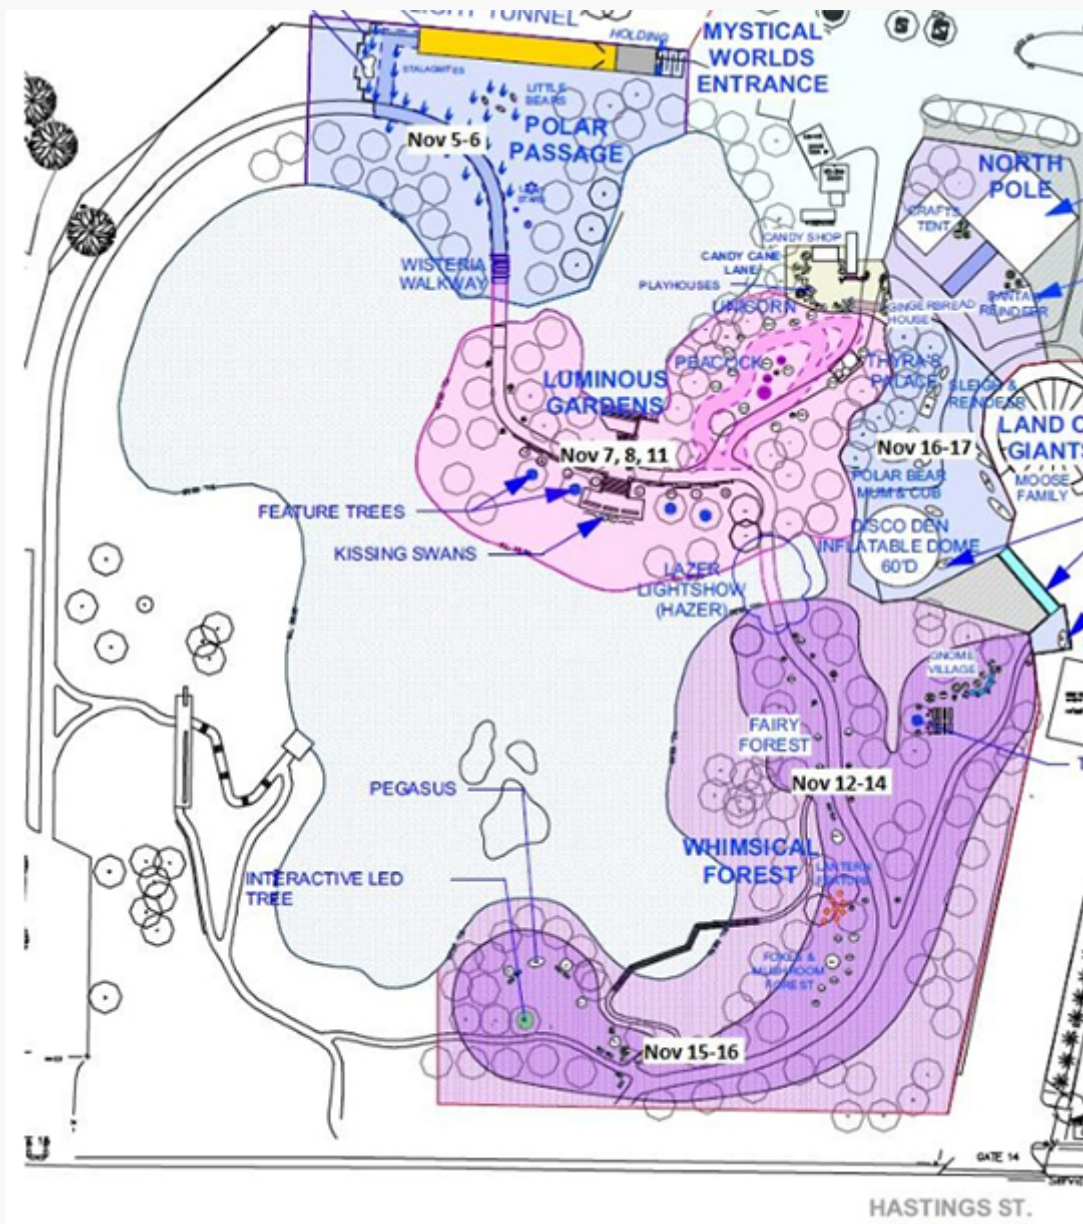 LIGHT TUNNEL
HOLDING
MYSTICAL
WORLDS
ENTRANCE
STALAGMITES
LITTLE
BEARS
Nov 5-6
POLAR
PASSAGE
NORTH
POLE
CRAFTS
TENT
CANDY SHOP
CANDY CANE
LANE
PLAYHOUSES
WISTERIA
WALKWAY
UNICORN
GINGERBREAD
HOUSE
SANTA'S
REINDEER
PEACOCK
THYRA'S
PALACE
LUMINOUS
GARDENS
SLEIGH &
REINDEER
LAND O
GIANTS
Nov 7, 8, 11
Nov 16-17
POLAR BEAR
MUM & CUB
MOOSE
FAMILY
FEATURE TREES
KISSING SWANS
DISCO DEN
INFLATABLE DOME
60'D
LAZER
LIGHTSHOW
(HAZER)
GNOME
VILLAGE
FAIRY
FOREST
T
Nov 12-14
PEGASUS
WHIMSICAL
FOREST
LANTERN
INTERACTIVE LED
TREE
FOXES &
MUSHROOM
FOREST
Nov 15-16
GATE 14
HASTINGS ST.